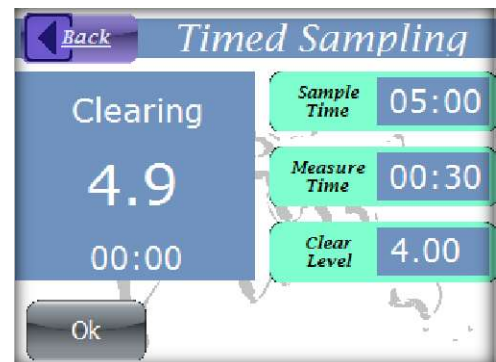 Back
Timed Sampling
Clearing
4.9
00:00
Sample
Time
05:00
Measure
Time
00:30
Clear
Level
4.00
Ok